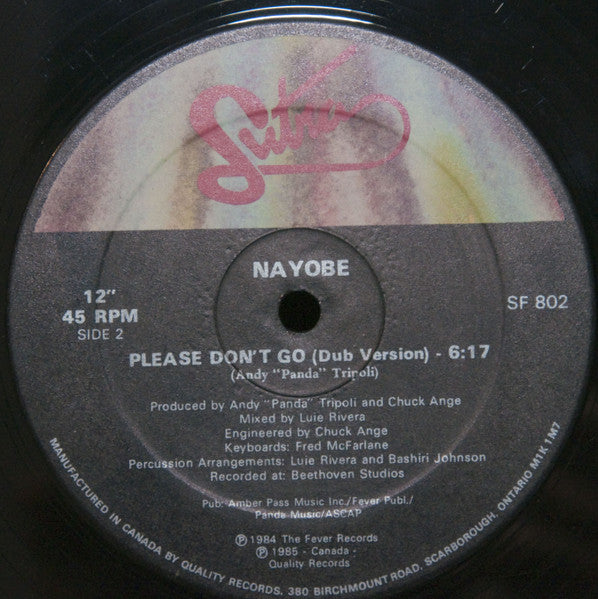 Sutra
NAYOBE
12"
45 RPM
SIDE 2
SF 802
PLEASE DON'T GO (Dub Version) - 6:17
(Andy "Panda" Tripoli)
Produced by Andy "Panda" Tripoli and Chuck Ange
Mixed by Luie Rivera
Engineered by Chuck Ange
Keyboards: Fred McFarlane
Percussion Arrangements: Luie Rivera and Bashiri Johnson
Recorded at: Beethoven Studios
Pub: Amber Pass Music Inc./Fever Publ./
Panda Music/ASCAP
Ⓟ 1984 The Fever Records
Ⓟ 1985 - Canada -
Quality Records
MANUFACTURED IN CANADA BY QUALITY RECORDS, 380 BIRCHMOUNT ROAD, SCARBOROUGH, ONTARIO M1K 1M7